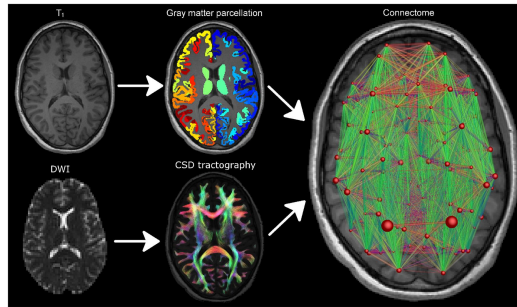 T₁
Gray matter parcellation
Connectome
DWI
CSD tractography